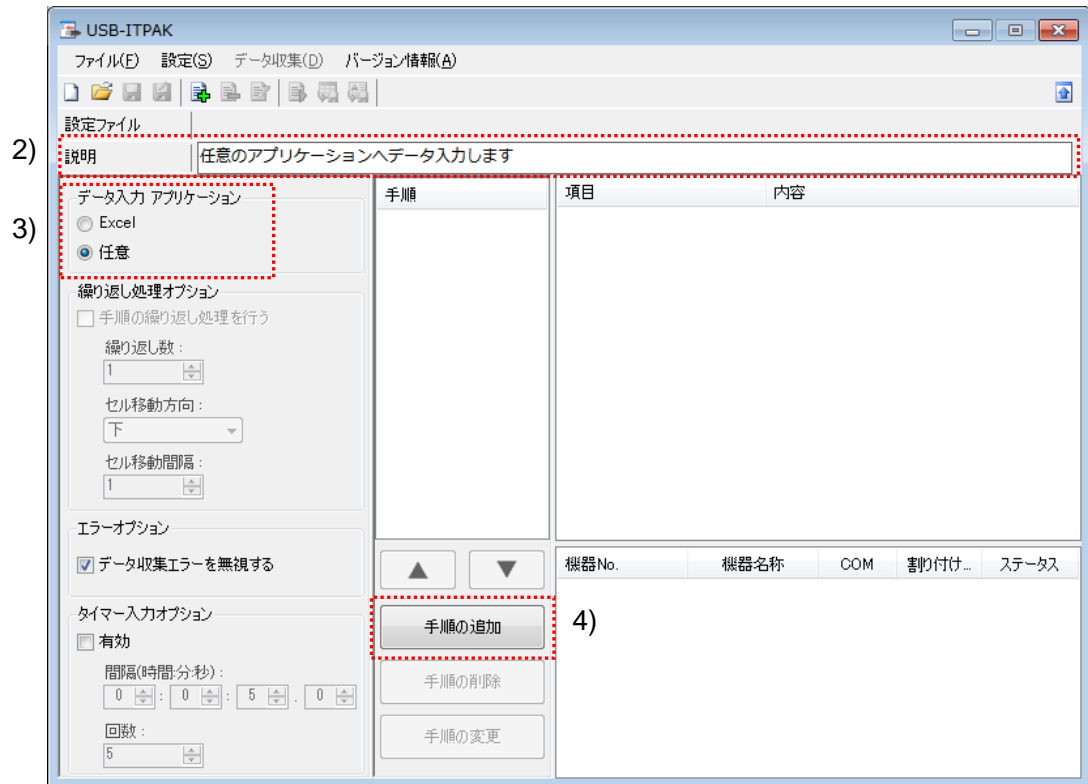 USB-ITPAK
ファイル(F) 設定(S) データ収集(D) バージョン情報(A)
設定ファイル
2)
説明 任意のアプリケーションへデータ入力します
3)
データ入力 アプリケーション
Excel
任意
繰り返し処理オプション
手順の繰り返し処理を行う
繰り返し数：
1
セル移動方向：
下
セル移動間隔：
1
エラーオプション
データ収集エラーを無視する
タイマー入力オプション
有効
間隔(時間:分:秒)：
0 : 0 : 5 . 0
回数：
5
手順
▲ ▼
手順の追加
4)
手順の削除
手順の変更
項目 内容
機器No. 機器名称 COM 割り付け... ステータス